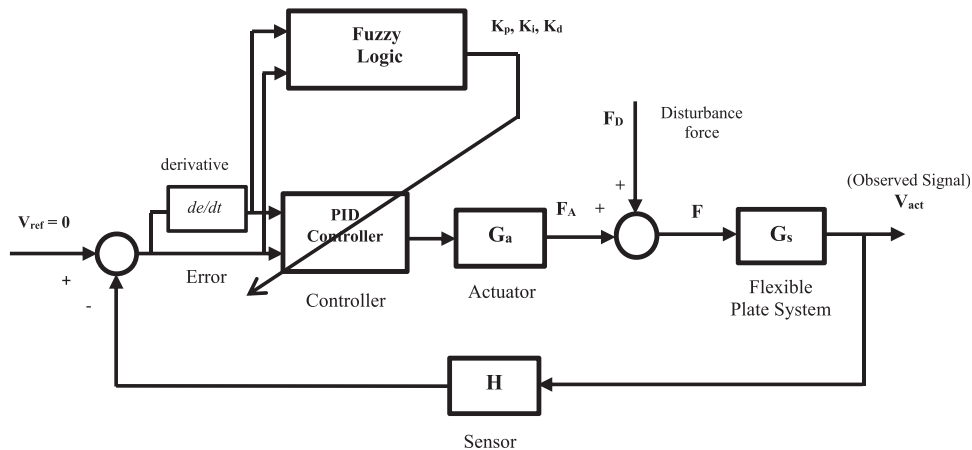 Fuzzy
Logic
Kp, Ki, Kd
FD
Disturbance
force
derivative
de/dt
Vref = 0
+
-
Error
PID
Controller
Controller
Ga
Actuator
FA
+
+
F
Gs
Flexible
Plate System
(Observed Signal)
Vact
H
Sensor